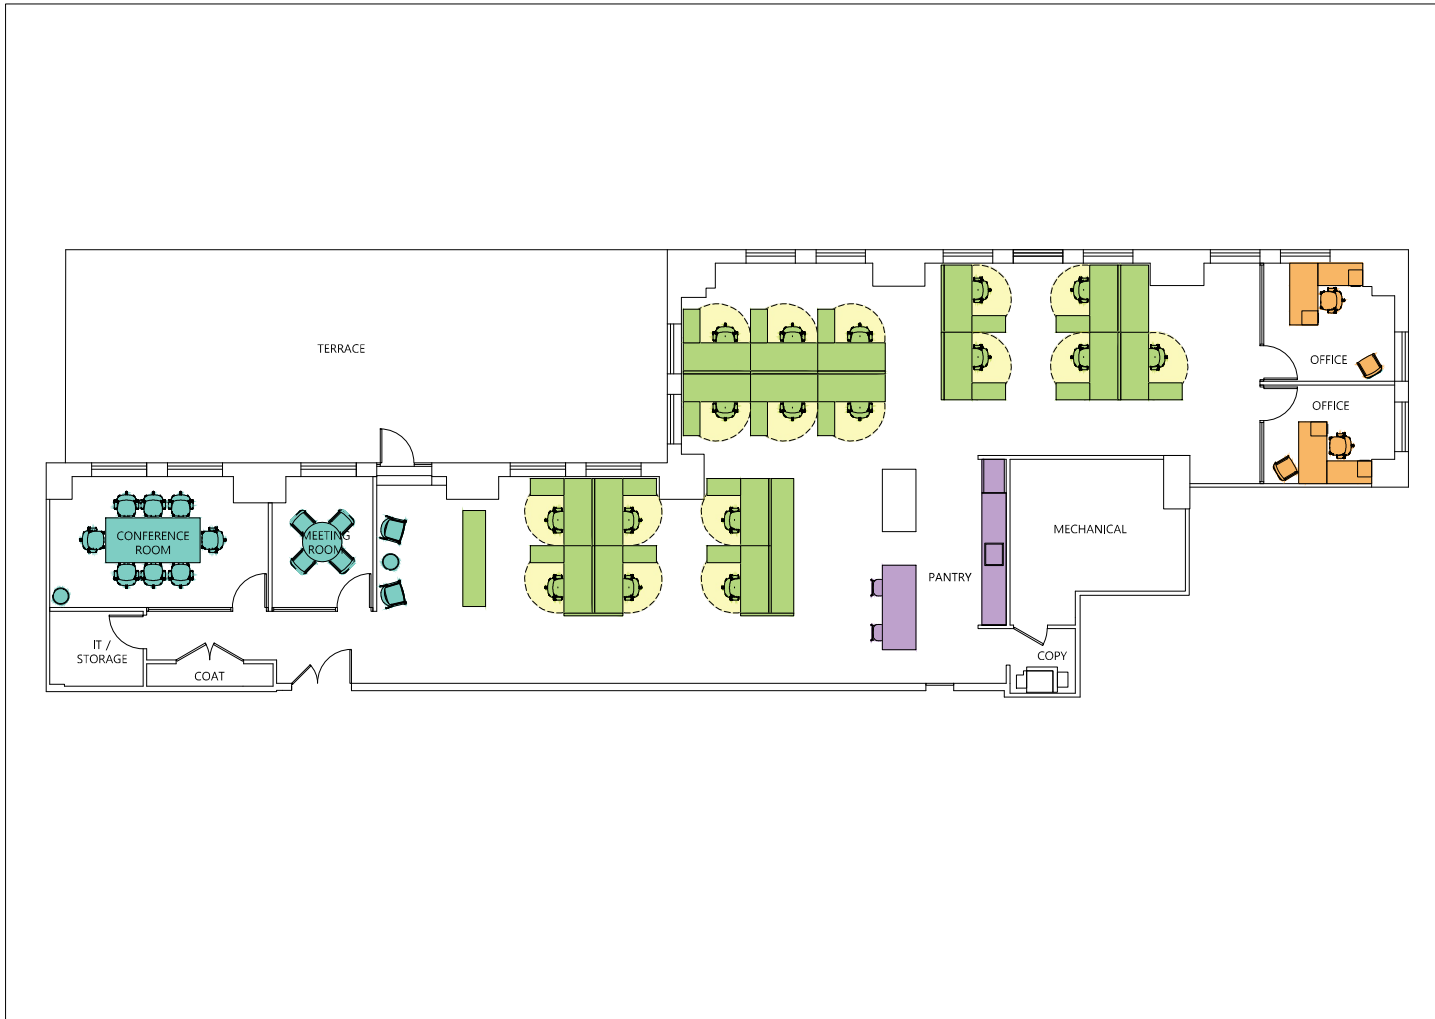 TERRACE
OFFICE
OFFICE
CONFERENCE
ROOM
MEETING
ROOM
MECHANICAL
PANTRY
IT /
STORAGE
COAT
COPY